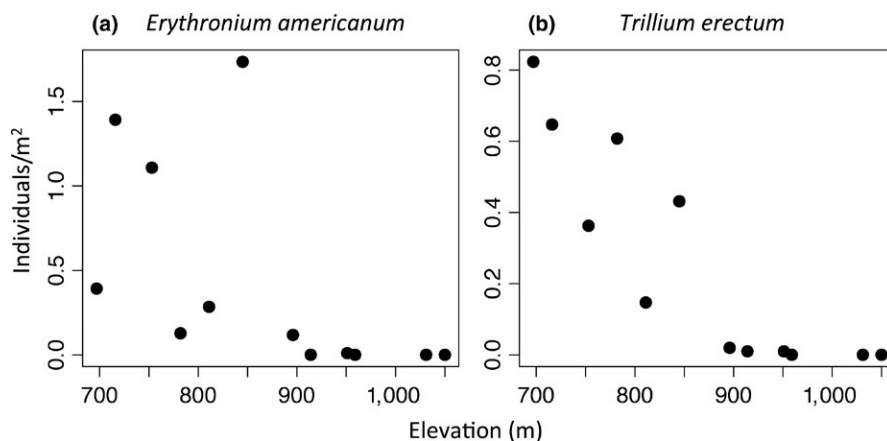 (a) Erythronium americanum
(b) Trillium erectum
Individuals/m²
1.5
1.0
0.5
0.0
0.8
0.6
0.4
0.2
0.0
700 800 900 1,000
700 800 900 1,000
Elevation (m)